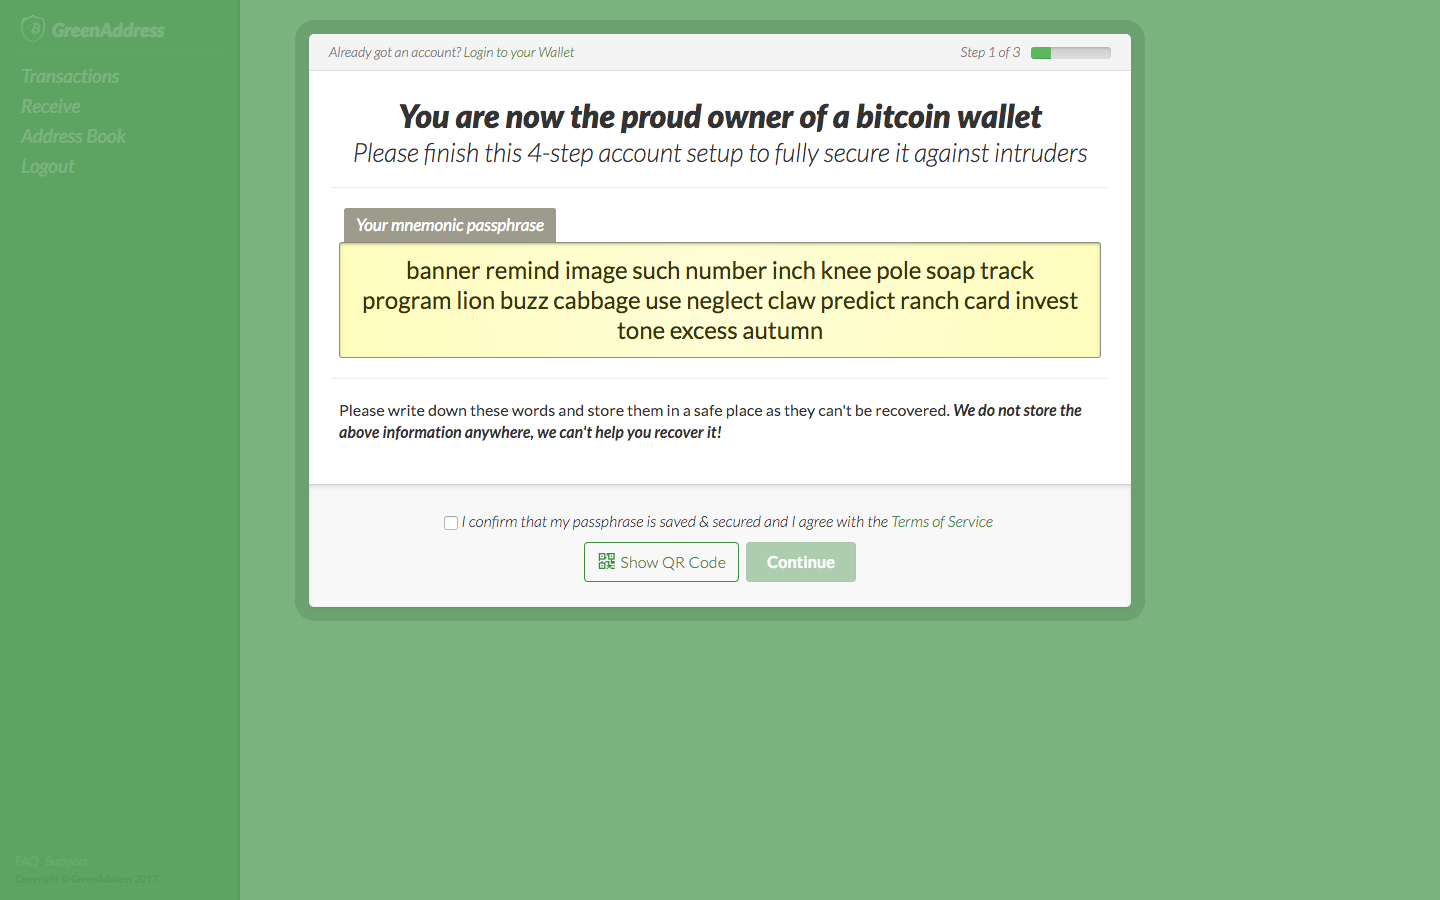 GreenAddress
Transactions
Receive
Address Book
Logout
FAQ Support
Copyright © GreenAddress 2017
Already got an account? Login to your Wallet
Step 1 of 3
You are now the proud owner of a bitcoin wallet
Please finish this 4-step account setup to fully secure it against intruders
Your mnemonic passphrase
banner remind image such number inch knee pole soap track
program lion buzz cabbage use neglect claw predict ranch card invest
tone excess autumn
Please write down these words and store them in a safe place as they can't be recovered. We do not store the
above information anywhere, we can't help you recover it!
I confirm that my passphrase is saved & secured and I agree with the Terms of Service
Show QR Code
Continue